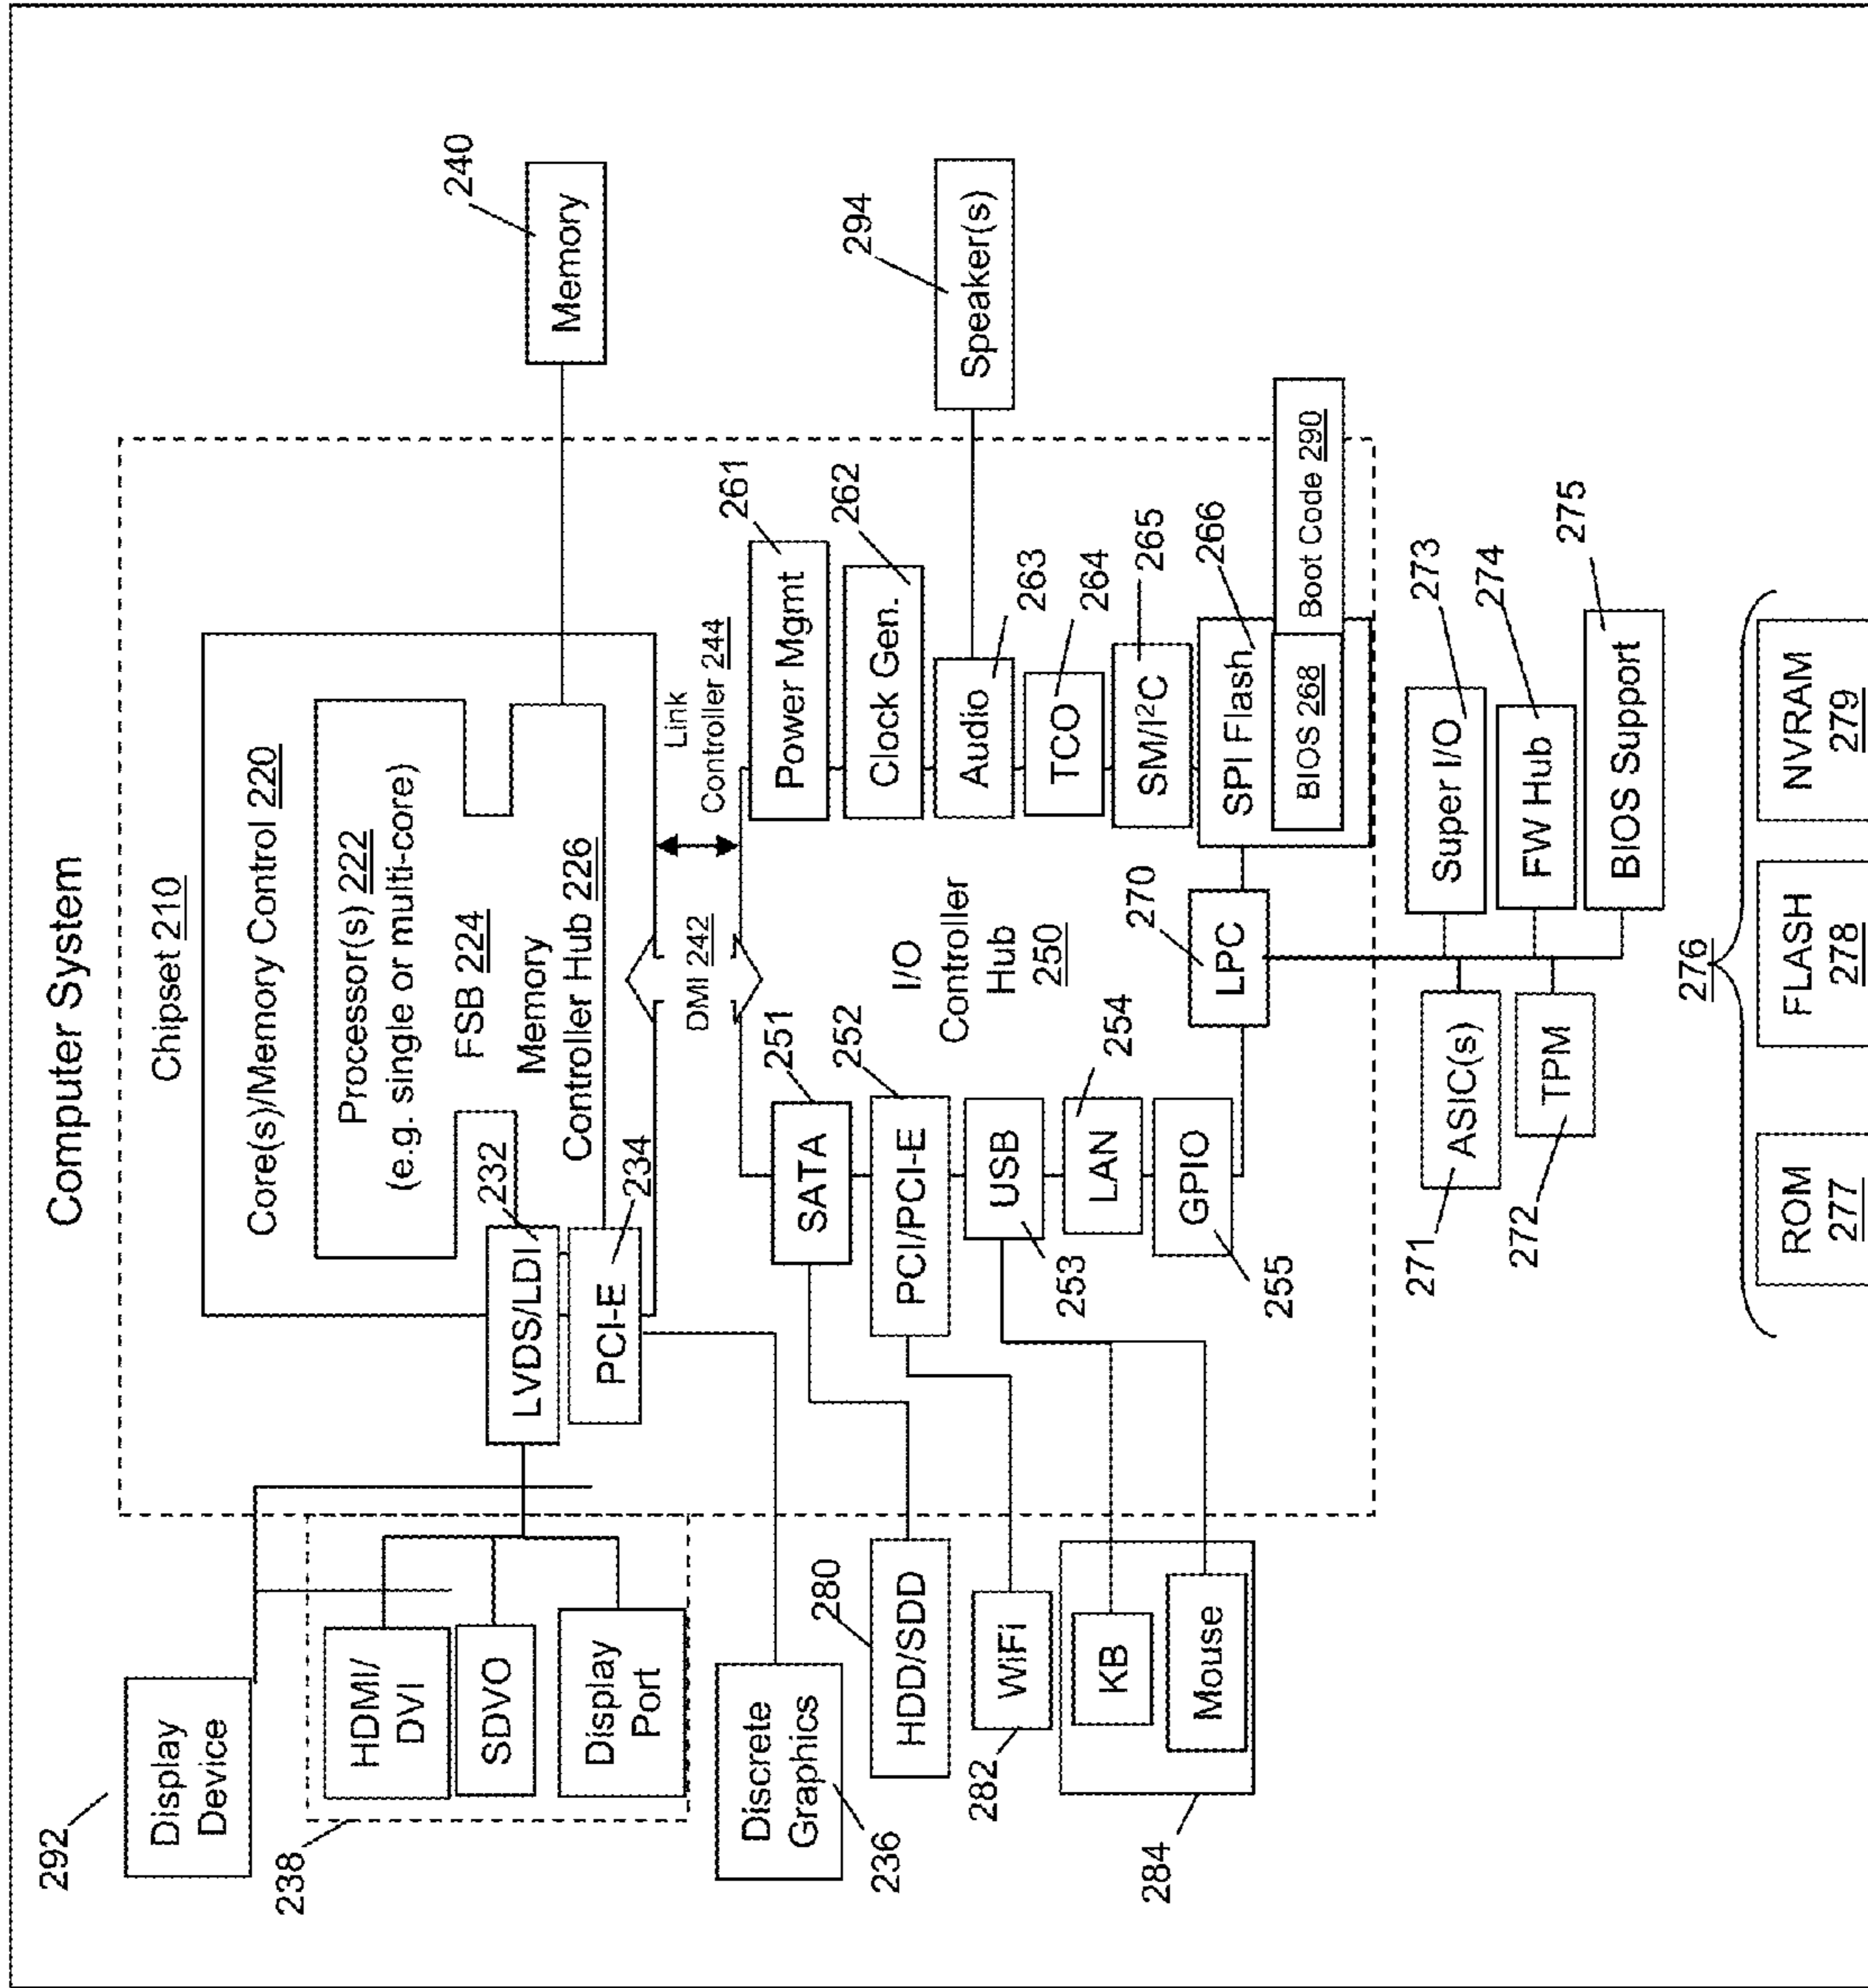 Computer System
Chipset 210
Core(s)/Memory Control 220
Processor(s) 222
(e.g. single or multi-core)
FSB 224
Memory
Controller Hub 226
232
LVDS/LDI
234
PCI-E
240
Memory
292
Display
Device
238
HDMI/
DVI
SDVO
Display
Port
Discrete
Graphics
236
DMI 242
Link
Controller 244
I/O
Controller
Hub 250
251
SATA
252
PCI/PCI-E
USB
253
254
LAN
GPIO
255
261
Power Mgmt
262
Clock Gen.
Audio
263
294
Speaker(s)
TCO
264
SM/I²C
265
SPI Flash
266
BIOS 268
Boot Code 290
270
LPC
280
HDD/SDD
WiFi
282
KB
Mouse
284
271
ASIC(s)
272
TPM
Super I/O
273
FW Hub
274
BIOS Support
275
276
ROM
277
FLASH
278
NVRAM
279